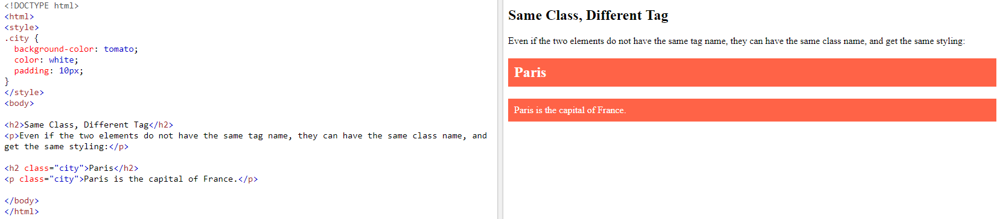 <!DOCTYPE html>
<html>
<style>
.city {
  background-color: tomato;
  color: white;
  padding: 10px;
}
</style>
<body>

<h2>Same Class, Different Tag</h2>
<p>Even if the two elements do not have the same tag name, they can have the same class name, and
get the same styling:</p>

<h2 class="city">Paris</h2>
<p class="city">Paris is the capital of France.</p>

</body>
</html>
Same Class, Different Tag
Even if the two elements do not have the same tag name, they can have the same class name, and get the same styling:
Paris
Paris is the capital of France.